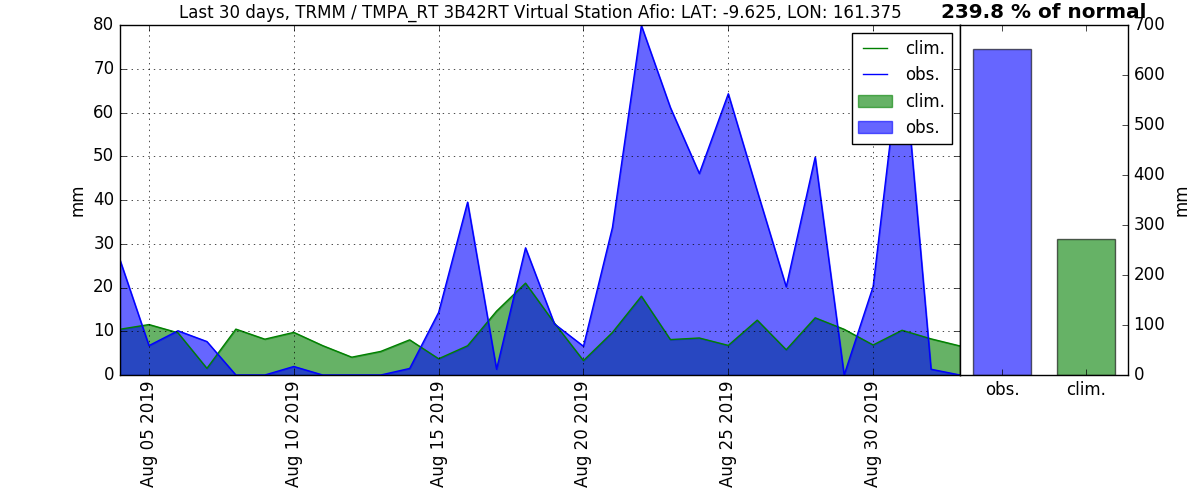 Last 30 days, TRMM / TMPA_RT 3B42RT Virtual Station Afio: LAT: -9.625, LON: 161.375
239.8 % of normal
80
70
60
50
40
30
20
10
0
mm
clim.
obs.
clim.
obs.
Aug 05 2019
Aug 10 2019
Aug 15 2019
Aug 20 2019
Aug 25 2019
Aug 30 2019
700
600
500
400
300
200
100
0
mm
obs.
clim.